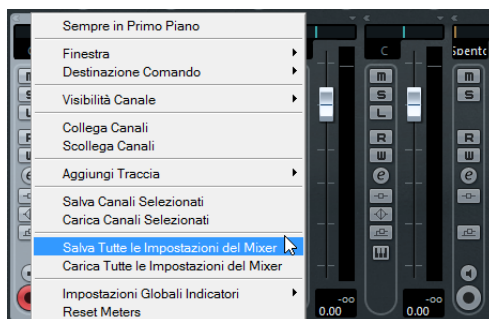 Sempre in Primo Piano
Finestra
Destinazione Comando
Visibilità Canale
Collega Canali
Scollega Canali
Aggiungi Traccia
Salva Canali Selezionati
Carica Canali Selezionati
Salva Tutte le Impostazioni del Mixer
Carica Tutte le Impostazioni del Mixer
Impostazioni Globali Indicatori
Reset Meters
C
Spento
m
S
L
R
W
e
m
S
R
W
e
-oo
0.00
-oo
0.00